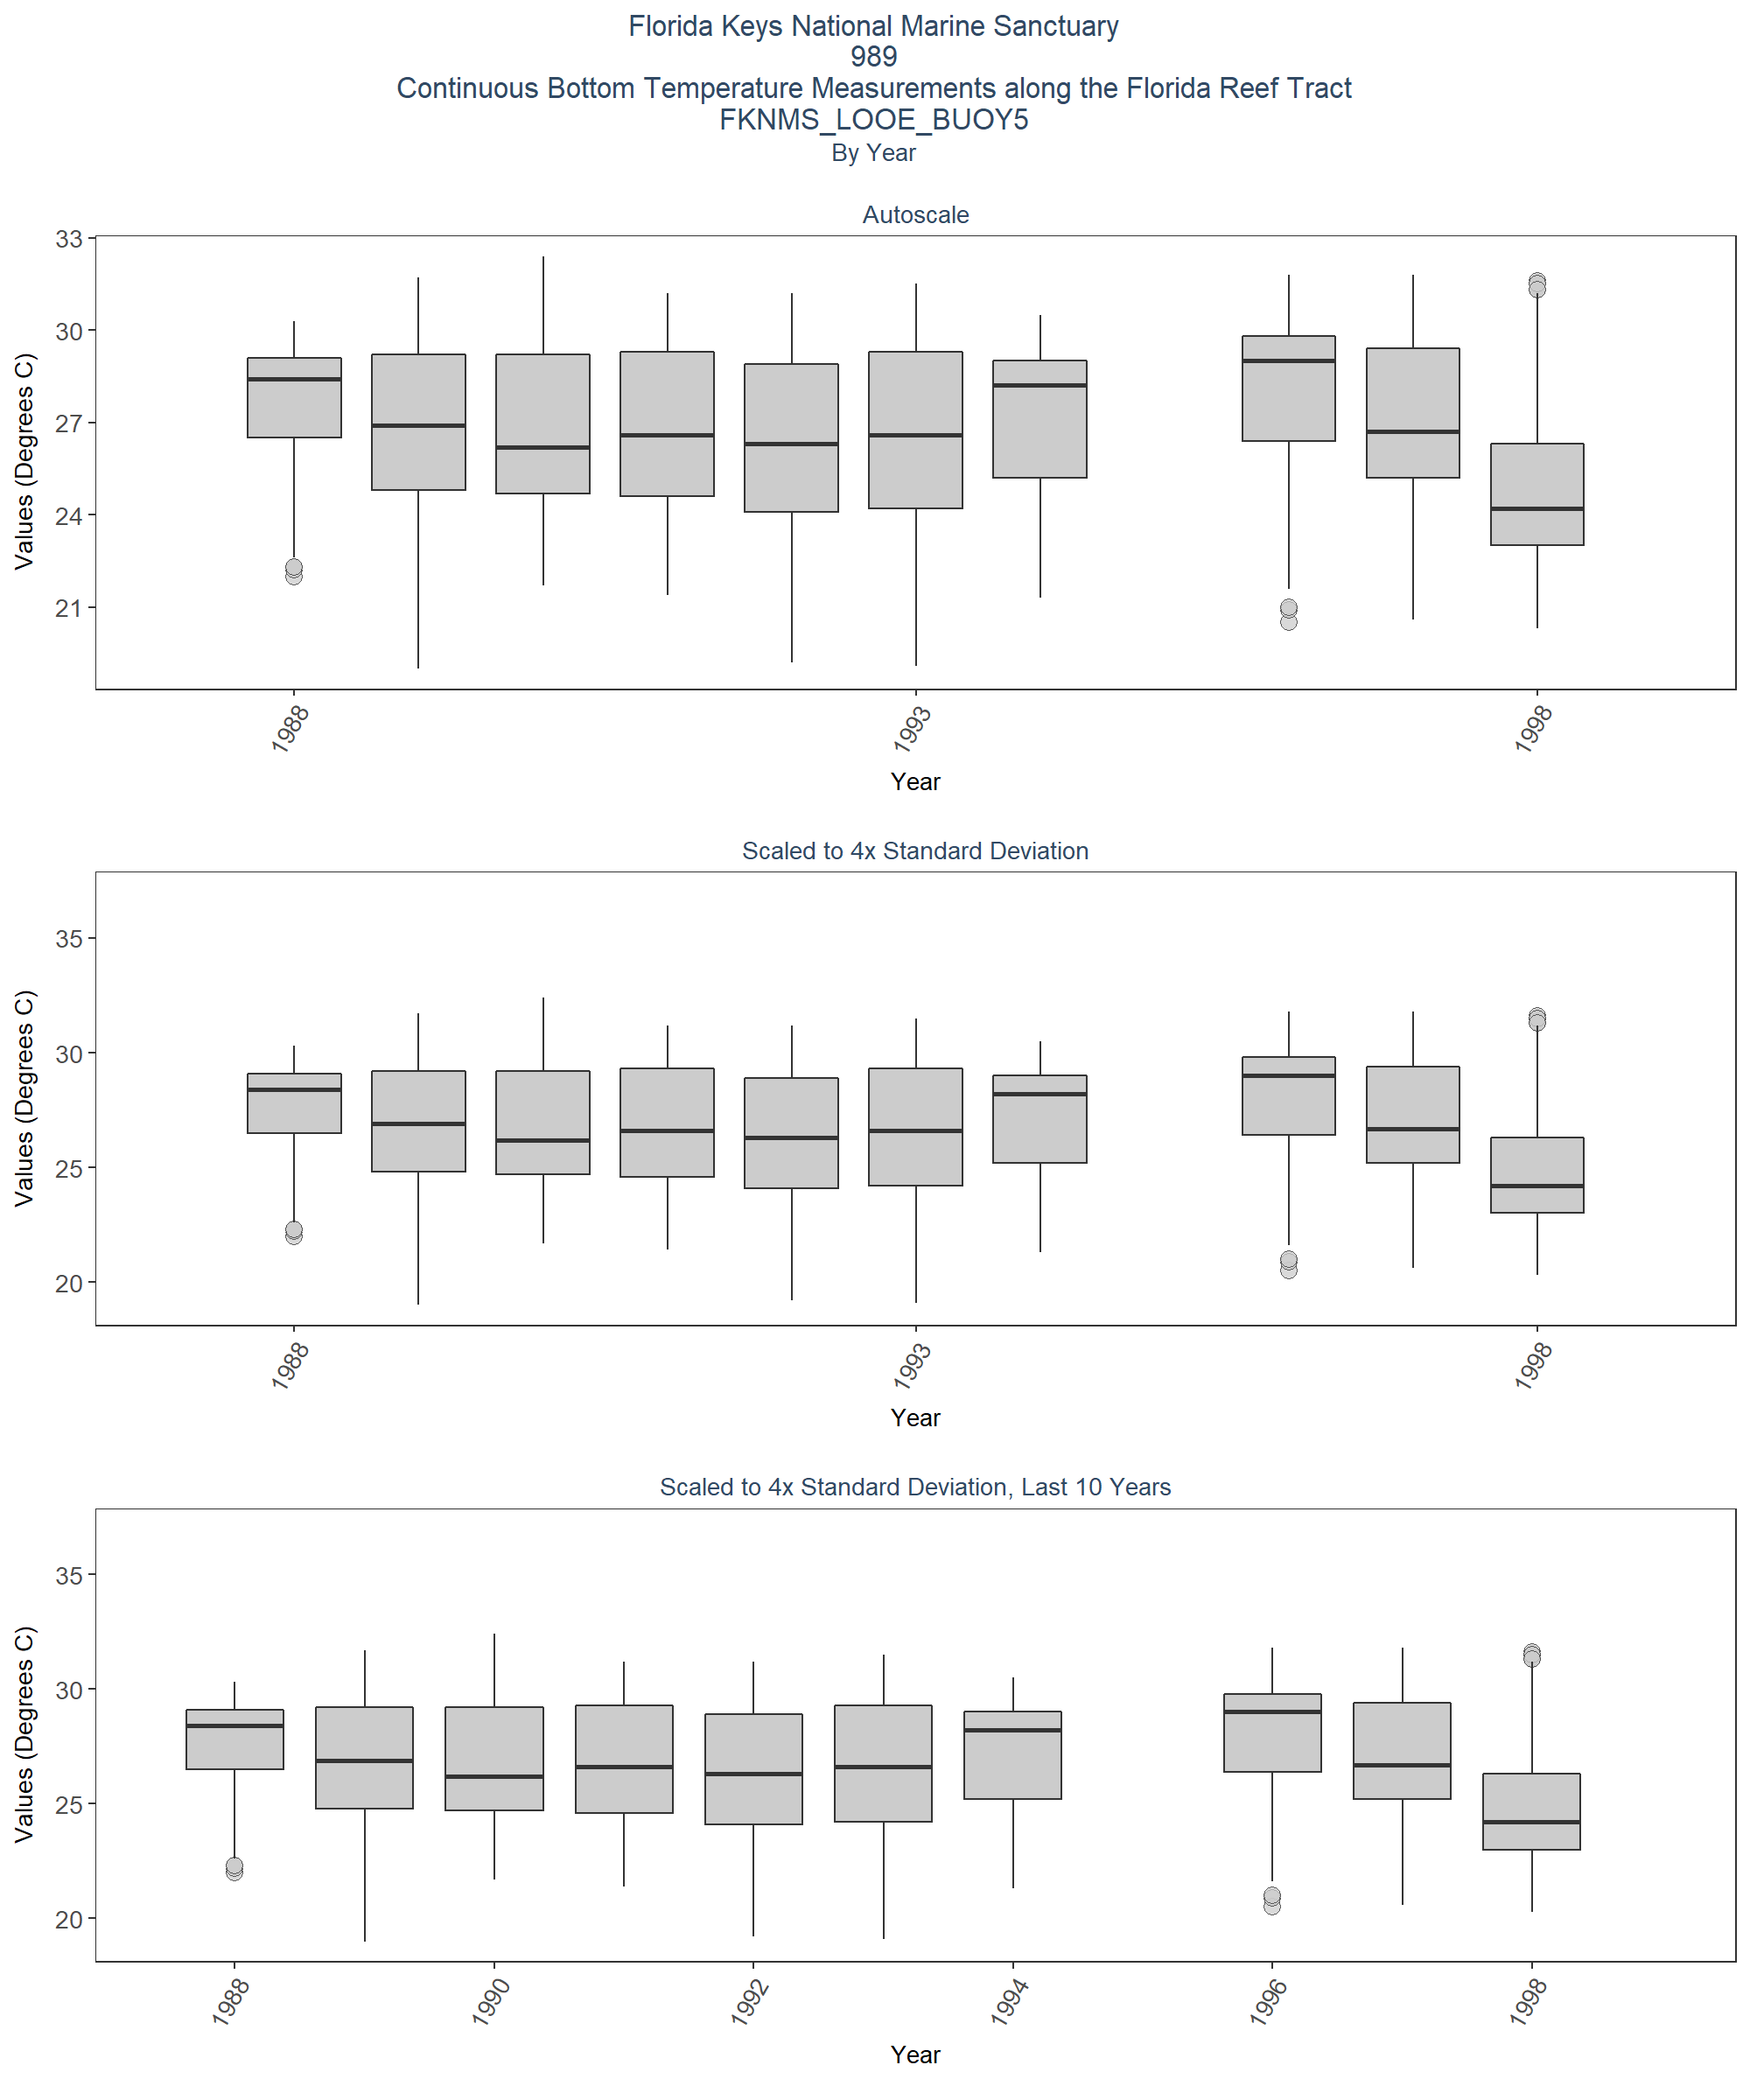 Florida Keys National Marine Sanctuary
989
Continuous Bottom Temperature Measurements along the Florida Reef Tract
FKNMS_LOOE_BUOY5
By Year
Autoscale
33
30
27
24
21
Values (Degrees C)
1988 1993 1998
Year
Scaled to 4x Standard Deviation
35
30
25
20
Values (Degrees C)
1988 1993 1998
Year
Scaled to 4x Standard Deviation, Last 10 Years
35
30
25
20
Values (Degrees C)
1988 1990 1992 1994 1996 1998
Year